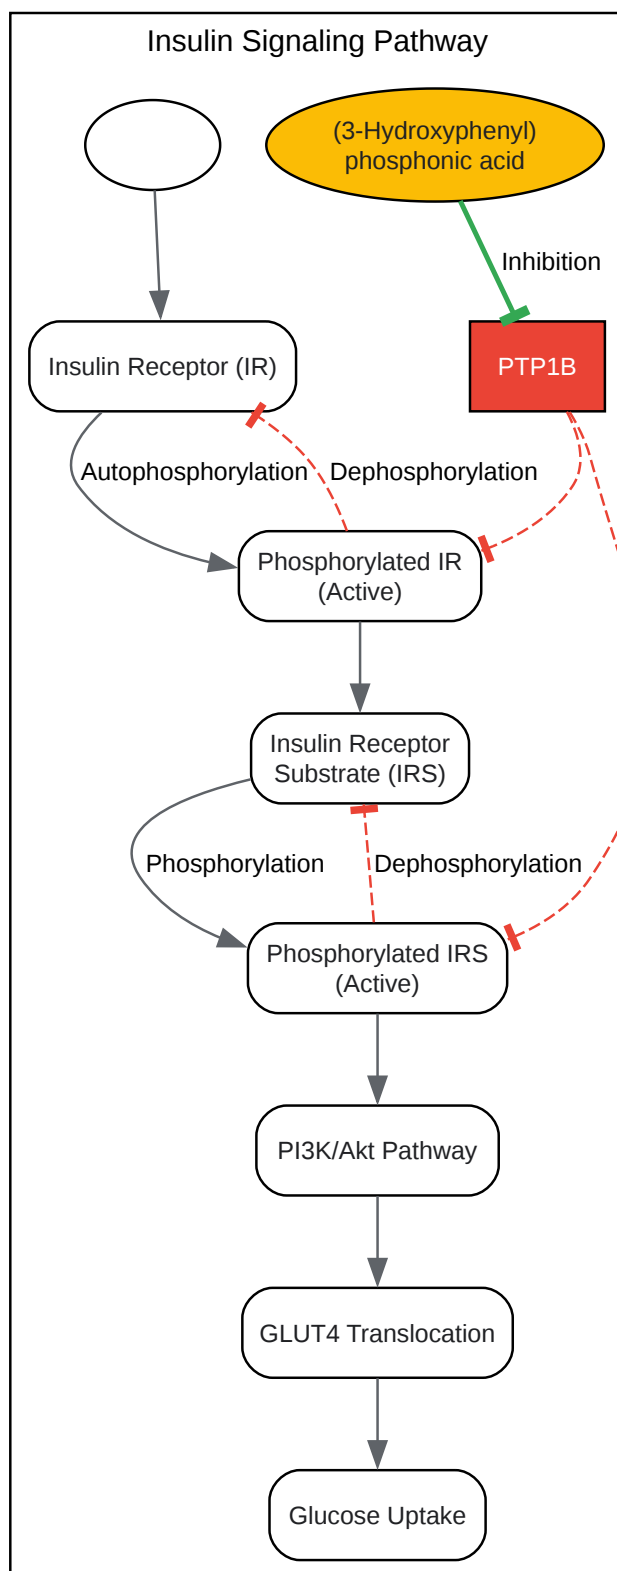 Insulin Signaling Pathway
(3-Hydroxyphenyl)
phosphonic acid
Inhibition
Insulin Receptor (IR)
PTP1B
Autophosphorylation
Dephosphorylation
Phosphorylated IR
(Active)
Insulin Receptor
Substrate (IRS)
Phosphorylation
Dephosphorylation
Phosphorylated IRS
(Active)
PI3K/Akt Pathway
GLUT4 Translocation
Glucose Uptake